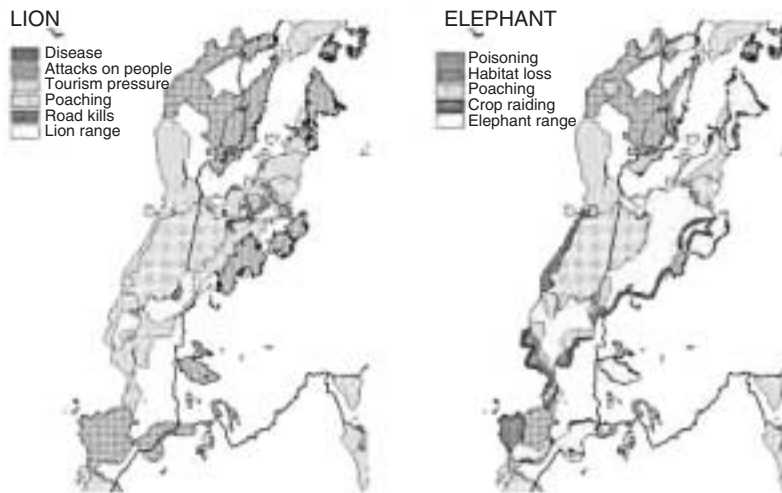 LION
Disease
Attacks on people
Tourism pressure
Poaching
Road kills
Lion range
ELEPHANT
Poisoning
Habitat loss
Poaching
Crop raiding
Elephant range